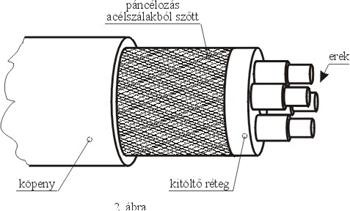 páncélozás
acélszálakból szőtt
erek
köpeny
kitöltő réteg
2. ábra